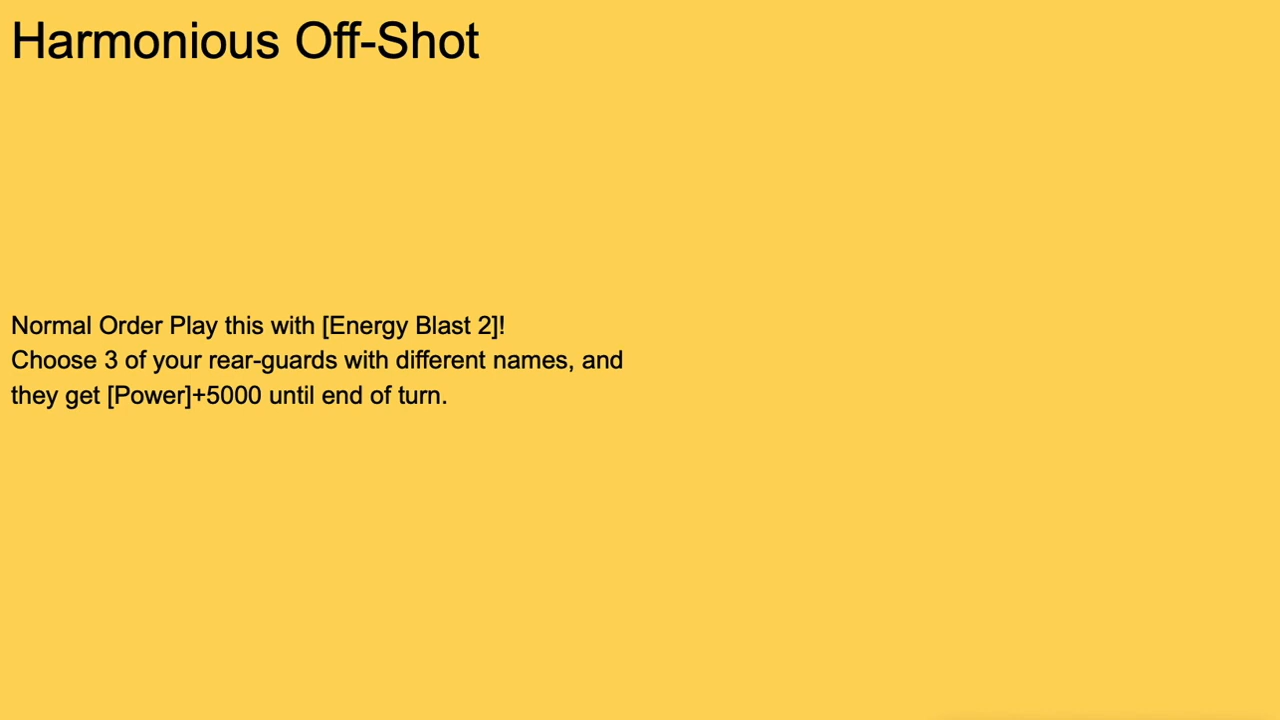 Harmonious Off-Shot
Normal Order Play this with [Energy Blast 2]!
Choose 3 of your rear-guards with different names, and
they get [Power]+5000 until end of turn.